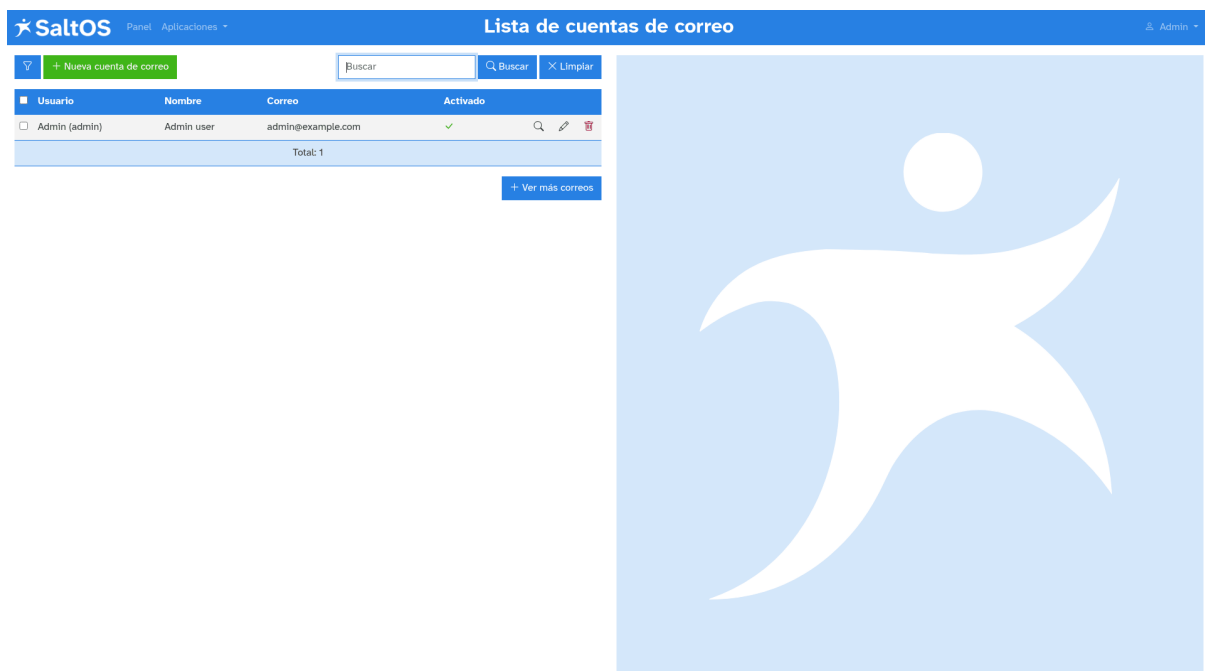 SaltOS Panel Aplicaciones Lista de cuentas de correo Admin
+ Nueva cuenta de correo Buscar Buscar Limpiar
Usuario Nombre Correo Activado
Admin (admin) Admin user admin@example.com
Total: 1
+ Ver más correos